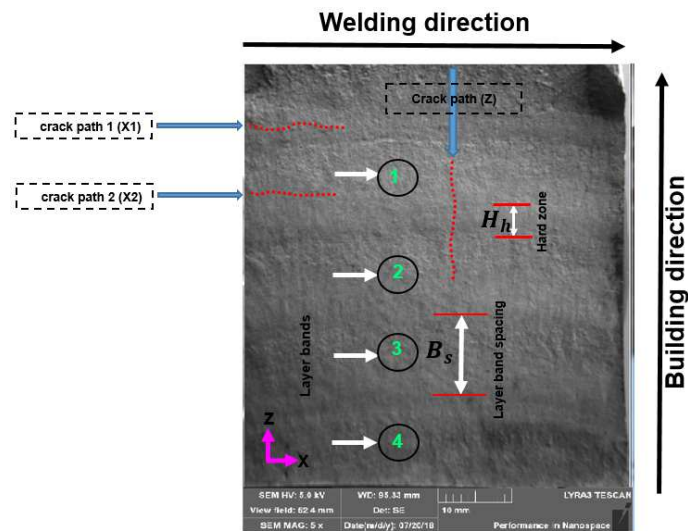 Welding direction
Building direction
Crack path (Z)
crack path 1 (X1)
crack path 2 (X2)
1
H_h
Hard zone
2
Layer bands
3
B_s
Layer band spacing
4
Z
X
SEM HV: 5.0 kV WD: 95.33 mm LYRA3 TESCAN
View field: 62.4 mm Det: SE 10 mm
SEM MAG: 5 x Date(m/d/y): 07/20/18 Performance in Nanospace